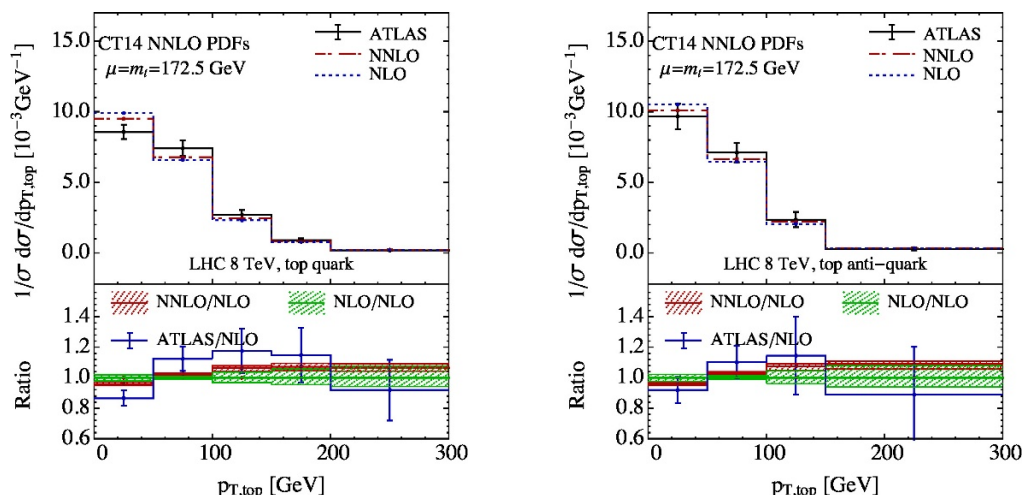 15.0
10.0
5.0
0.0
1/σ dσ/dp_T,top [10⁻³GeV⁻¹]
CT14 NNLO PDFs
μ=m_t=172.5 GeV
ATLAS
NNLO
NLO
LHC 8 TeV, top quark
NNLO/NLO
NLO/NLO
ATLAS/NLO
1.4
1.2
1.0
0.8
0.6
Ratio
0 100 200 300
p_T,top [GeV]
15.0
10.0
5.0
0.0
1/σ dσ/dp_T,top [10⁻³GeV⁻¹]
CT14 NNLO PDFs
μ=m_t=172.5 GeV
ATLAS
NNLO
NLO
LHC 8 TeV, top anti-quark
NNLO/NLO
NLO/NLO
ATLAS/NLO
1.4
1.2
1.0
0.8
0.6
Ratio
0 100 200 300
p_T,top [GeV]